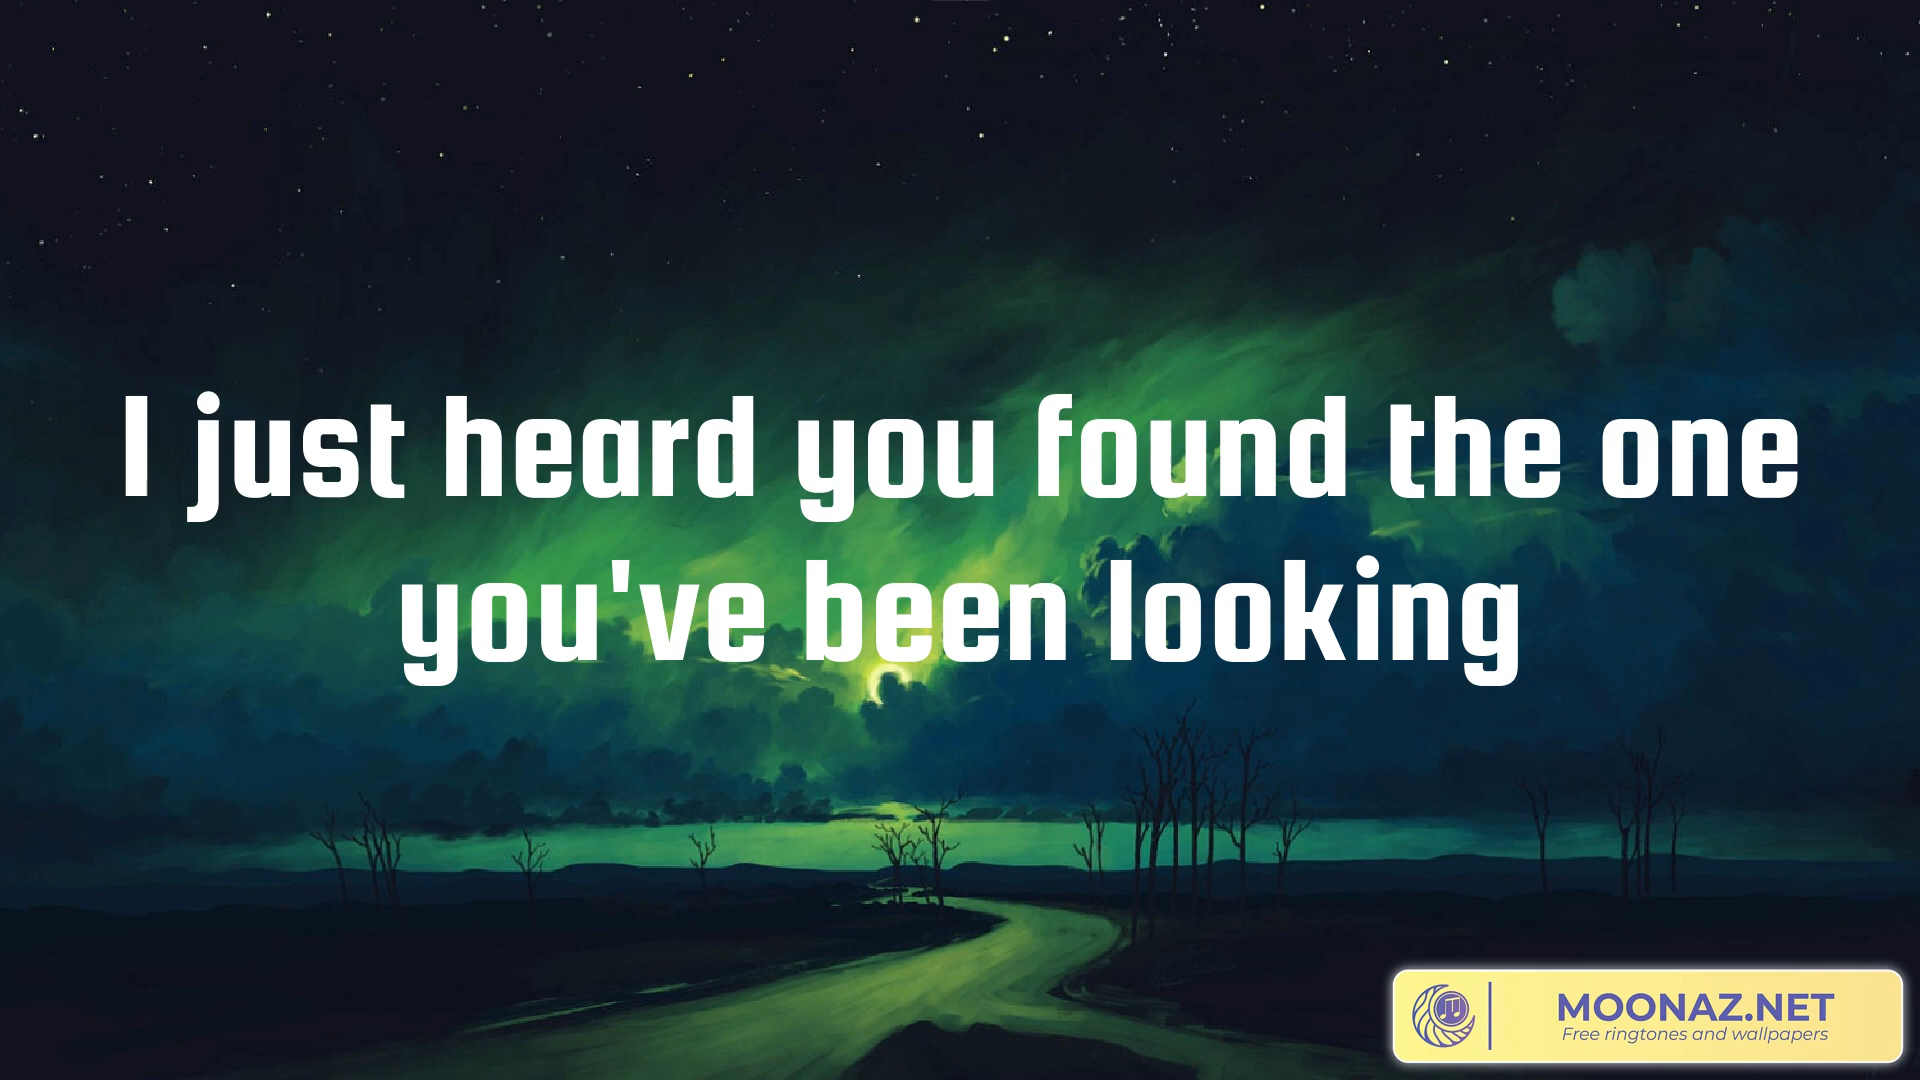 I just heard you found the one
you've been looking
MOONAZ.NET
Free ringtones and wallpapers